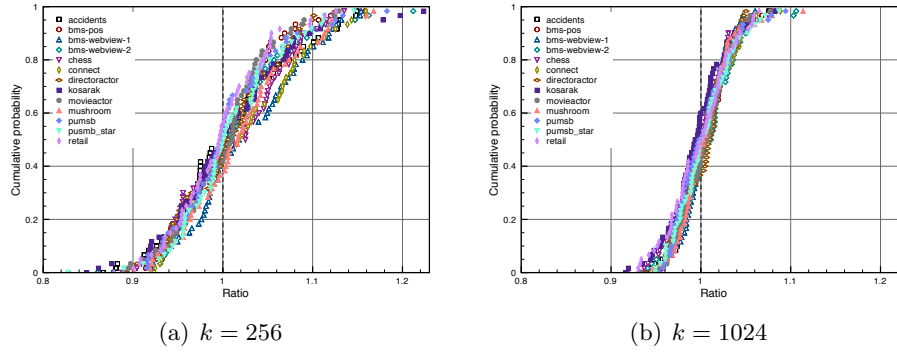 1
0.8
0.6
0.4
0.2
0
Cumulative probability
accidents
bms-pos
bms-webview-1
bms-webview-2
chess
connect
directoractor
kosarak
movieactor
mushroom
pumsb
pusmb_star
retail
0.8 0.9 1 1.1 1.2
Ratio
(a) k = 256
1
0.8
0.6
0.4
0.2
0
Cumulative probability
accidents
bms-pos
bms-webview-1
bms-webview-2
chess
connect
directoractor
kosarak
movieactor
mushroom
pumsb
pusmb_star
retail
0.8 0.9 1 1.1 1.2
Ratio
(b) k = 1024